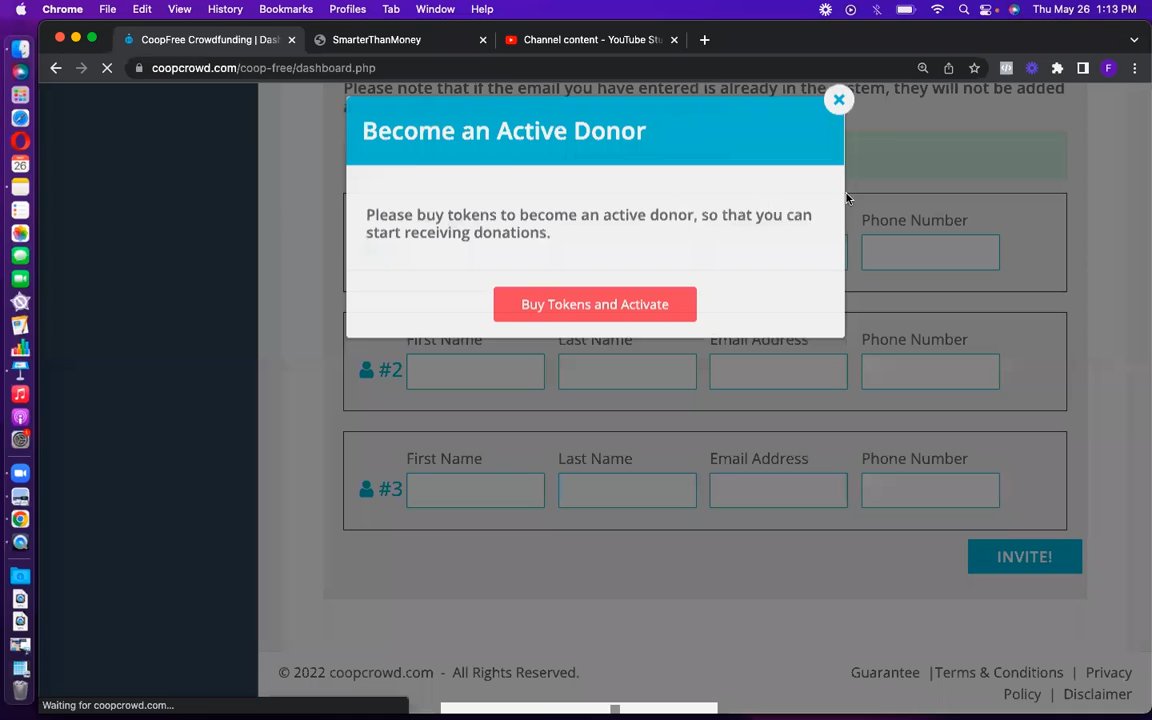 Chrome File Edit View History Bookmarks Profiles Tab Window Help Thu May 26 1:13 PM
CoopFree Crowdfunding | Das SmarterThanMoney Channel content - YouTube Stu
coopcrowd.com/coop-free/dashboard.php F
Please note that if the email you have entered is already in the system, they will not be added
Become an Active Donor
Please buy tokens to become an active donor, so that you can
start receiving donations.
Phone Number
Buy Tokens and Activate
First Name Last Name Email Address Phone Number
#2
First Name Last Name Email Address Phone Number
#3
INVITE!
© 2022 coopcrowd.com - All Rights Reserved.
Guarantee |Terms & Conditions | Privacy
Policy | Disclaimer
Waiting for coopcrowd.com...
26